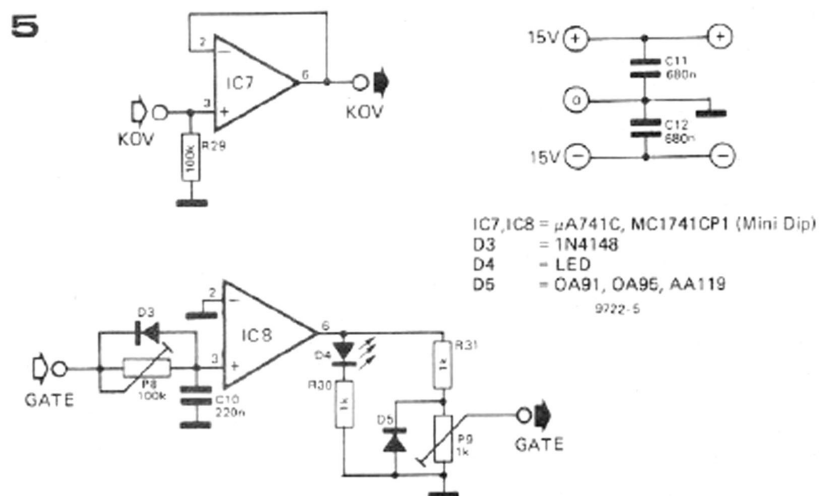 5
2
IC7
6
3
KOV
KOV
R29
100k
15V
C11
680n
0
C12
680n
15V
IC7,IC8 = µA741C, MC1741CP1 (Mini Dip)
D3 = 1N4148
D4 = LED
D5 = OA91, OA95, AA119
9722-5
D3
2
IC8
6
3
P8
100k
GATE
C10
220n
D4
R30
1k
R31
1k
D5
P9
1k
GATE